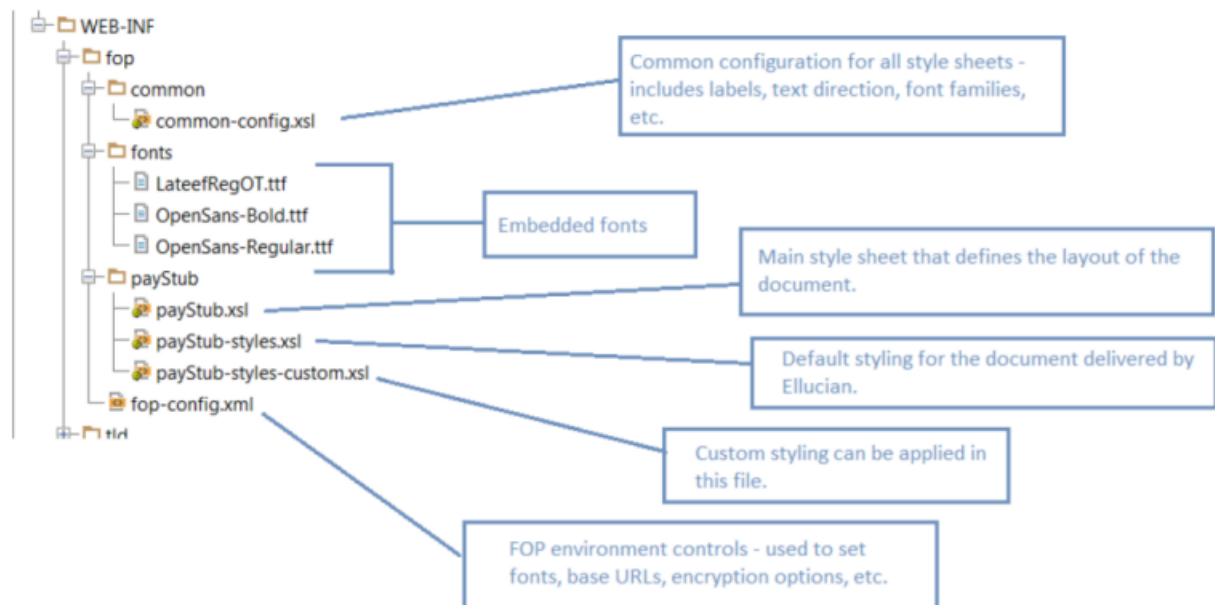 WEB-INF
fop
common
common-config.xsl
fonts
LateefRegOT.ttf
OpenSans-Bold.ttf
OpenSans-Regular.ttf
payStub
payStub.xsl
payStub-styles.xsl
payStub-styles-custom.xsl
fop-config.xml
tld
Common configuration for all style sheets -
includes labels, text direction, font families,
etc.
Embedded fonts
Main style sheet that defines the layout of the
document.
Default styling for the document delivered by
Ellucian.
Custom styling can be applied in
this file.
FOP environment controls - used to set
fonts, base URLs, encryption options, etc.